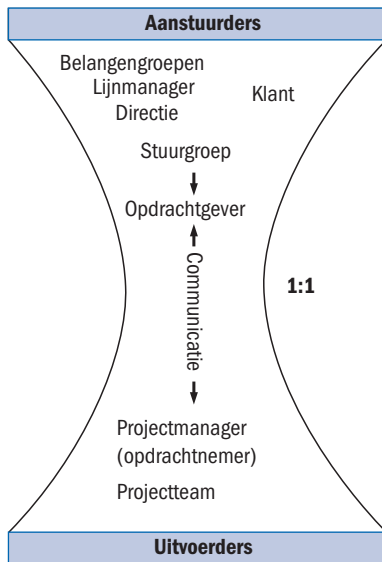 Aanstuurders
Belangengroepen
Lijnmanager
Directie
Klant
Stuurgroep
Opdrachtgever
Communicatie
1:1
Projectmanager
(opdrachtnemer)
Projectteam
Uitvoerders